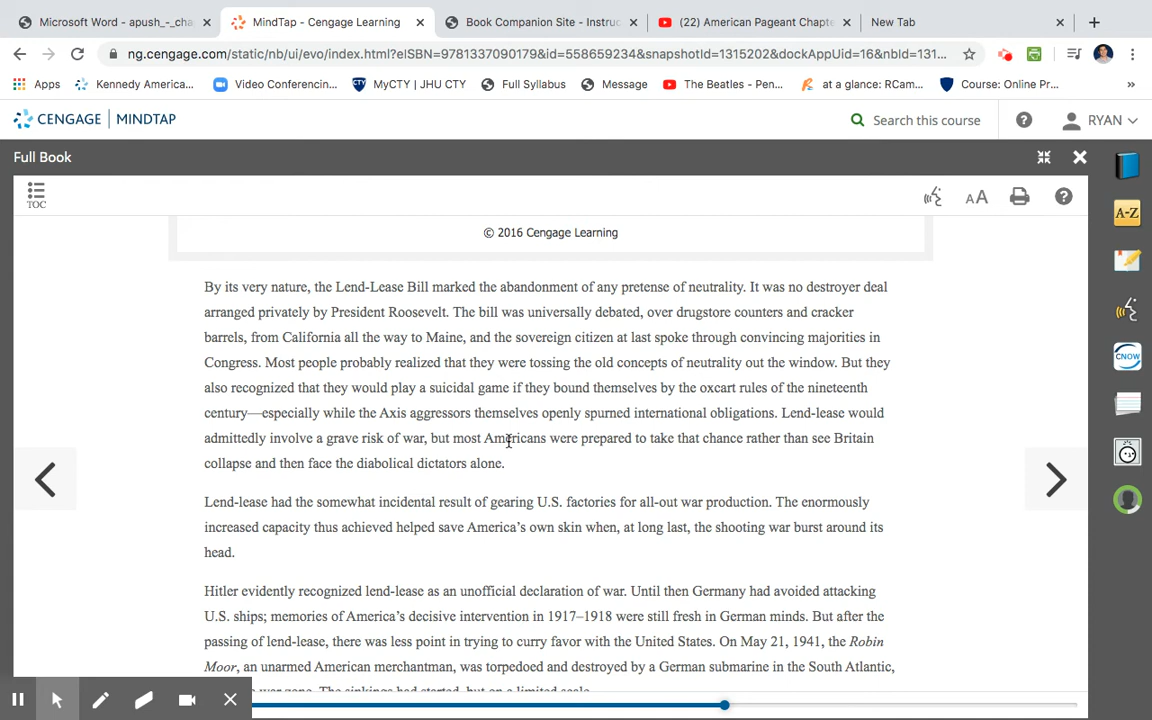 Microsoft Word - apush_-_cha
MindTap - Cengage Learning
Book Companion Site - Instruc
(22) American Pageant Chapte
New Tab
ng.cengage.com/static/nb/ui/evo/index.html?eISBN=9781337090179&id=558659234&snapshotId=1315202&dockAppUid=16&nbId=131...
Apps
Kennedy America...
Video Conferencin...
CTY
MyCTY | JHU CTY
Full Syllabus
Message
The Beatles - Pen...
at a glance: RCam...
Course: Online Pr...
»
CENGAGE | MINDTAP
Search this course
?
RYAN
Full Book
TOC
AA
?
A-Z
CNOW
© 2016 Cengage Learning
By its very nature, the Lend-Lease Bill marked the abandonment of any pretense of neutrality. It was no destroyer deal
arranged privately by President Roosevelt. The bill was universally debated, over drugstore counters and cracker
barrels, from California all the way to Maine, and the sovereign citizen at last spoke through convincing majorities in
Congress. Most people probably realized that they were tossing the old concepts of neutrality out the window. But they
also recognized that they would play a suicidal game if they bound themselves by the oxcart rules of the nineteenth
century—especially while the Axis aggressors themselves openly spurned international obligations. Lend-lease would
admittedly involve a grave risk of war, but most Americans were prepared to take that chance rather than see Britain
collapse and then face the diabolical dictators alone.
Lend-lease had the somewhat incidental result of gearing U.S. factories for all-out war production. The enormously
increased capacity thus achieved helped save America's own skin when, at long last, the shooting war burst around its
head.
Hitler evidently recognized lend-lease as an unofficial declaration of war. Until then Germany had avoided attacking
U.S. ships; memories of America's decisive intervention in 1917–1918 were still fresh in German minds. But after the
passing of lend-lease, there was less point in trying to curry favor with the United States. On May 21, 1941, the Robin
Moor, an unarmed American merchantman, was torpedoed and destroyed by a German submarine in the South Atlantic,
war zone. The sinkings had started, but on a limited scale.